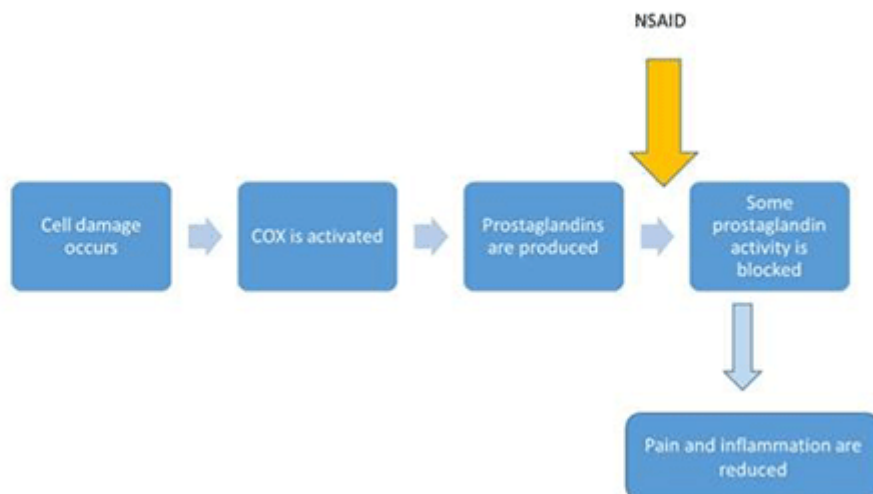 NSAID
Cell damage
occurs
COX is activated
Prostaglandins
are produced
Some
prostaglandin
activity is
blocked
Pain and inflammation are
reduced